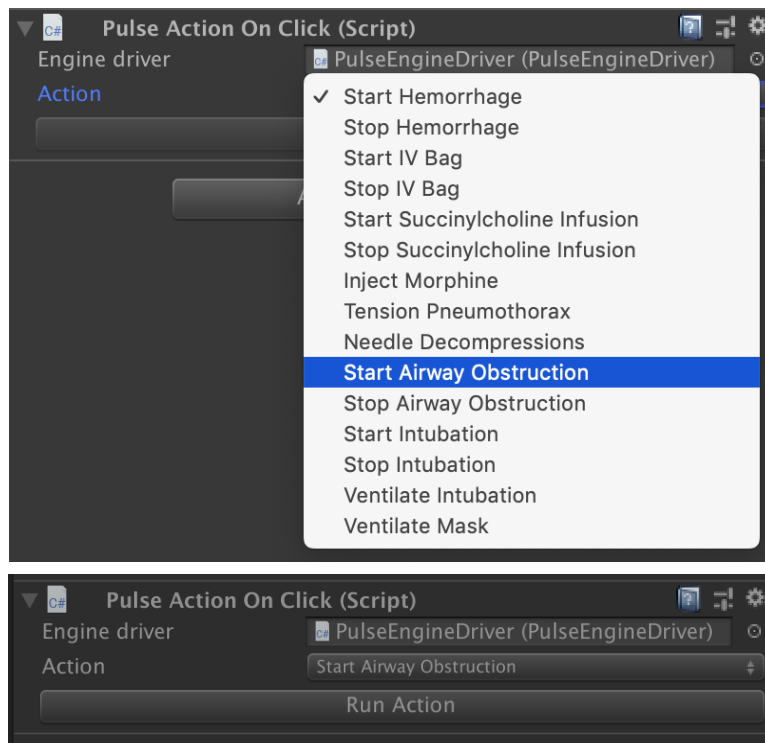 C# Pulse Action On Click (Script)
Engine driver C# PulseEngineDriver (PulseEngineDriver)
Action
✓ Start Hemorrhage
Stop Hemorrhage
Start IV Bag
Stop IV Bag
Start Succinylcholine Infusion
Stop Succinylcholine Infusion
Inject Morphine
Tension Pneumothorax
Needle Decompressions
Start Airway Obstruction
Stop Airway Obstruction
Start Intubation
Stop Intubation
Ventilate Intubation
Ventilate Mask
C# Pulse Action On Click (Script)
Engine driver C# PulseEngineDriver (PulseEngineDriver)
Action Start Airway Obstruction
Run Action